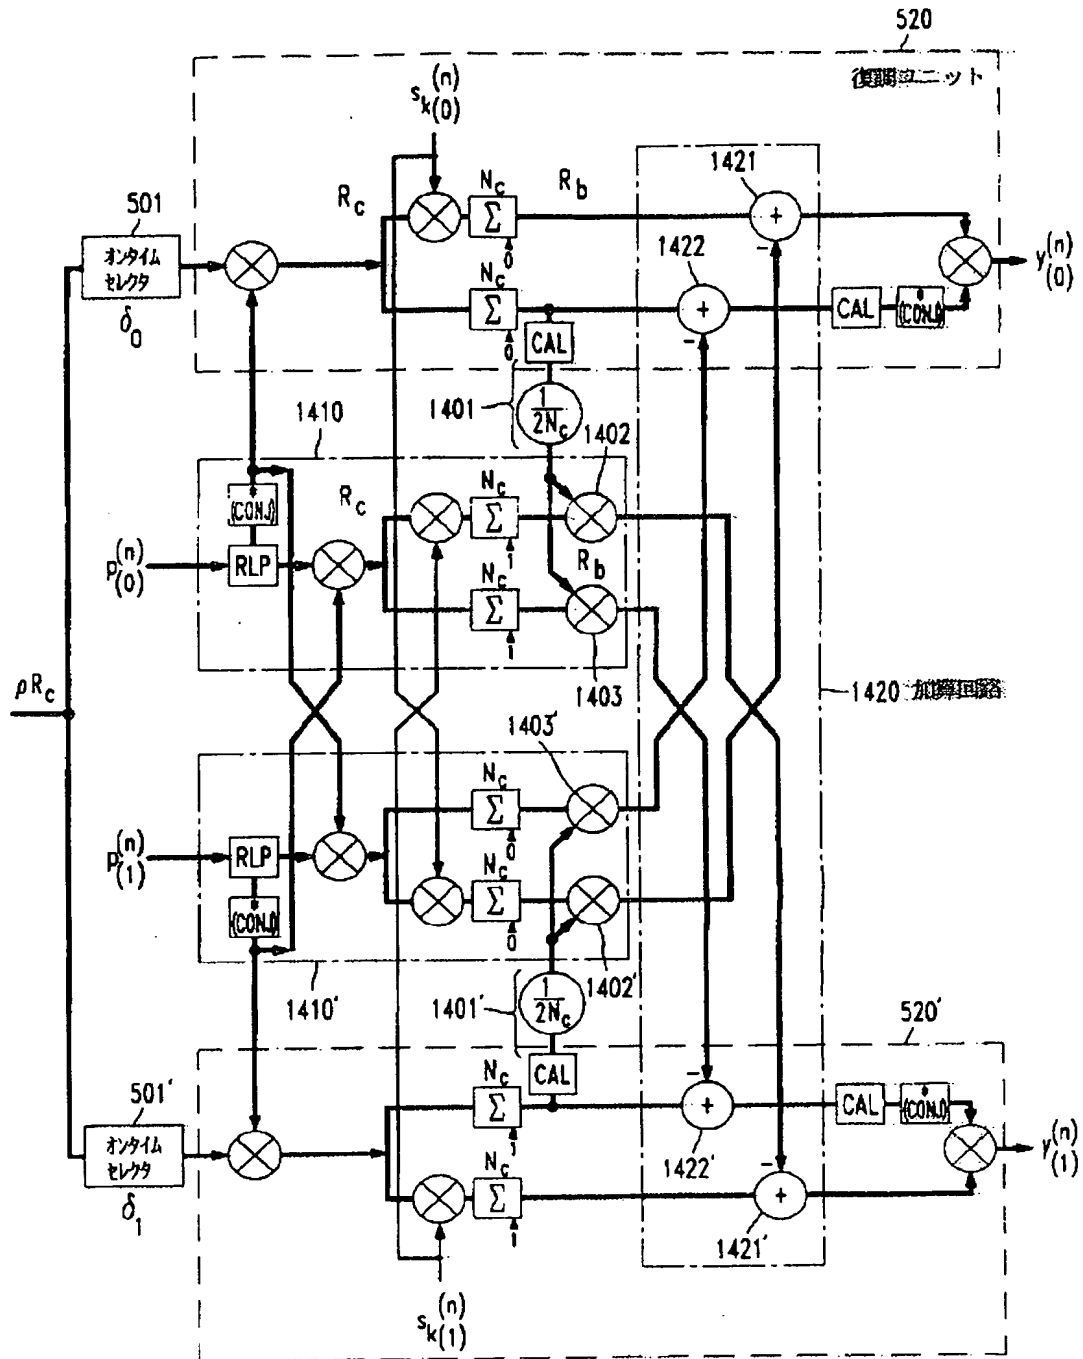 520
復調ユニット
s_k(0)^(n)
1421
N_c
R_b
R_c
501
Σ
+
オンタイム
セレクタ
0
1422
y_(0)^(n)
-
N_c
δ_0
Σ
+
CAL
*
(CONJ)
0
CAL
-
1401
1/2N_c
1410
1402
N_c
*
(CONJ)
R_c
Σ
p_(0)^(n)
RLP
1
R_b
N_c
Σ
1
1403
ρR_c
1420 加算回路
1403'
N_c
Σ
p_(1)^(n)
RLP
0
N_c
*
(CONJ)
Σ
0
1402'
1410'
1401'
1/2N_c
520'
N_c
CAL
-
501'
Σ
+
CAL
*
(CONJ)
オンタイム
セレクタ
1
1422'
y_(1)^(n)
N_c
-
δ_1
Σ
+
1
1421'
s_k(1)^(n)